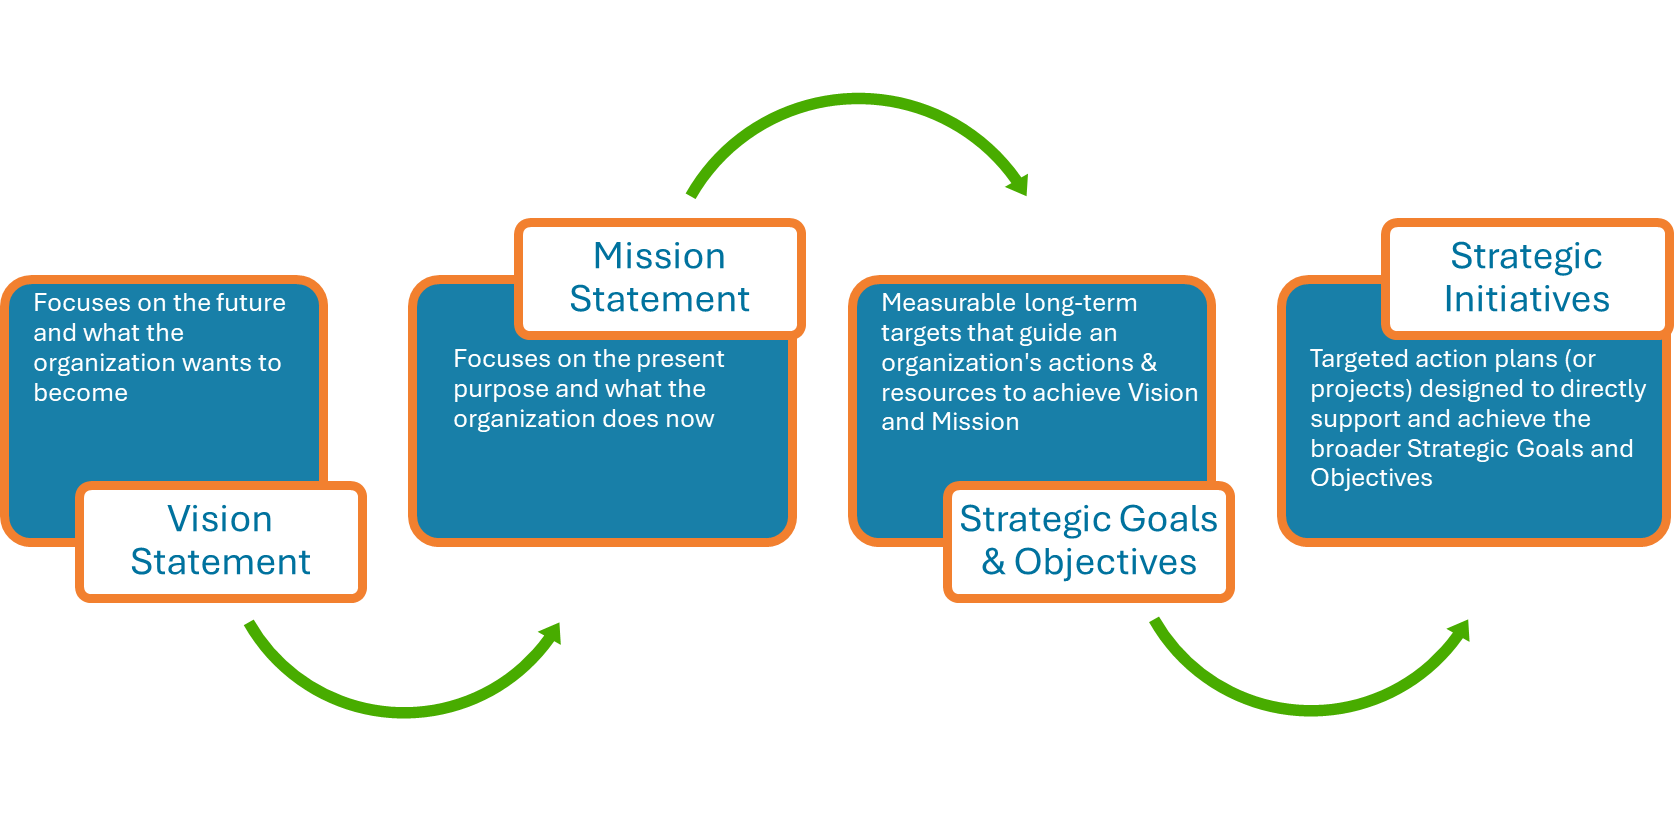 Focuses on the future
and what the
organization wants to
become
Vision
Statement
Mission
Statement
Focuses on the present
purpose and what the
organization does now
Measurable long-term
targets that guide an
organization's actions &
resources to achieve Vision
and Mission
Strategic Goals
& Objectives
Strategic
Initiatives
Targeted action plans (or
projects) designed to directly
support and achieve the
broader Strategic Goals and
Objectives